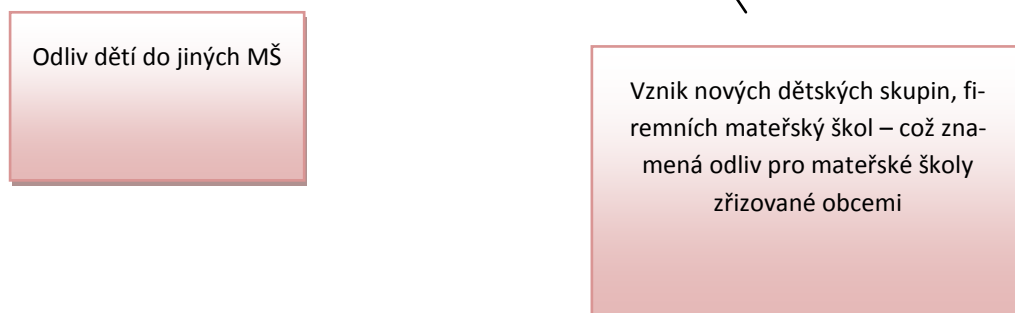 Odliv dětí do jiných MŠ
Vznik nových dětských skupin, fi-
remních mateřský škol – což zna-
mená odliv pro mateřské školy
zřizované obcemi